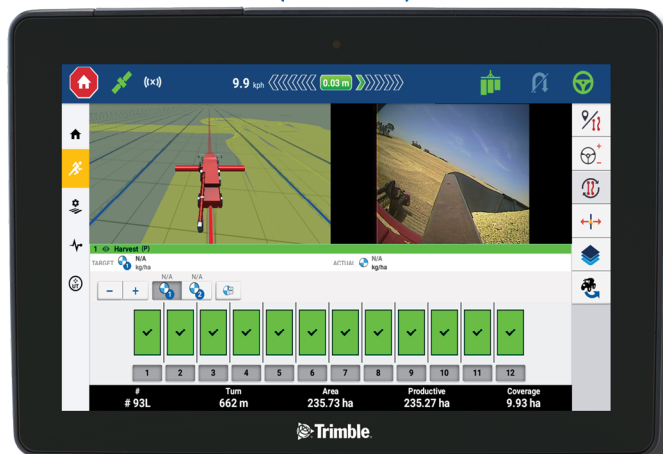 9.9 kph 0.03 m
1 Harvest (P)
TARGET 1 N/A kg/ha ACTUAL N/A kg/ha
N/A N/A
− + 1 2
1 2 3 4 5 6 7 8 9 10 11 12
# Turn Area Productive Coverage
# 93L 662 m 235.73 ha 235.27 ha 9.93 ha
UT
Trimble